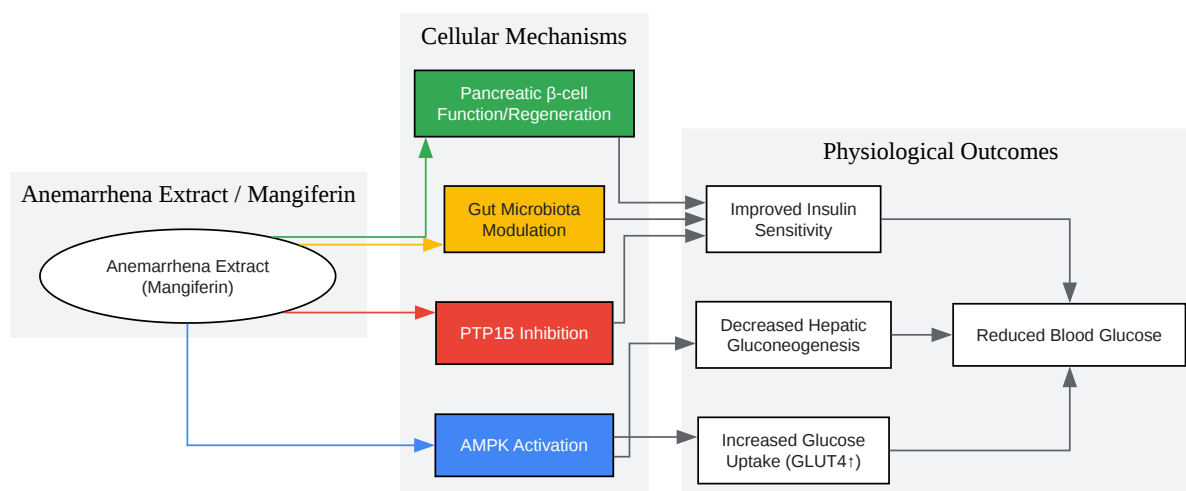 Cellular Mechanisms
Pancreatic β-cell
Function/Regeneration
Physiological Outcomes
Anemarrhena Extract / Mangiferin
Gut Microbiota
Modulation
Improved Insulin
Sensitivity
Anemarrhena Extract
(Mangiferin)
PTP1B Inhibition
Decreased Hepatic
Gluconeogenesis
Reduced Blood Glucose
AMPK Activation
Increased Glucose
Uptake (GLUT4↑)